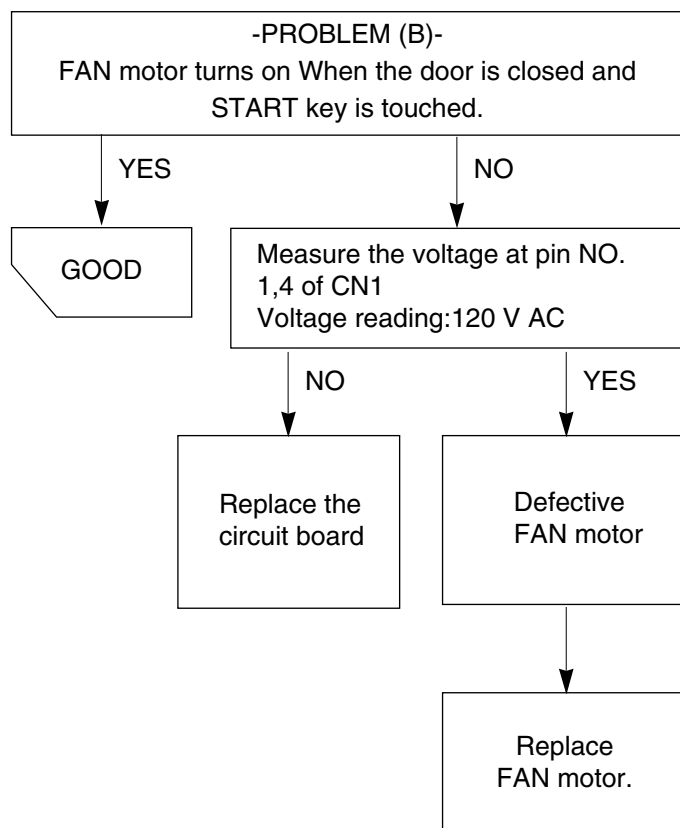 -PROBLEM (B)-
FAN motor turns on When the door is closed and
START key is touched.
YES
NO
GOOD
Measure the voltage at pin NO.
1,4 of CN1
Voltage reading:120 V AC
NO
YES
Replace the
circuit board
Defective
FAN motor
Replace
FAN motor.